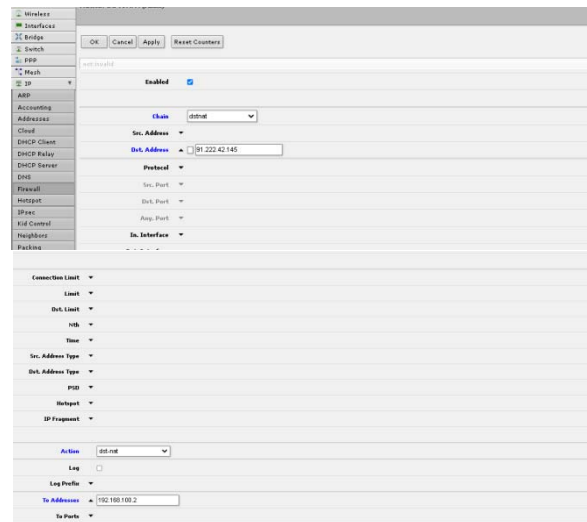 Wireless
Interfaces
Bridge
Switch
PPP
Mesh
IP
ARP
Accounting
Addresses
Cloud
DHCP Client
DHCP Relay
DHCP Server
DNS
Firewall
Hotspot
IPsec
Kid Control
Neighbors
Packing
OK Cancel Apply Reset Counters
not invalid
Enabled
Chain dstnat
Src. Address
Dst. Address 91.222.42.145
Protocol
Src. Port
Dst. Port
Any. Port
In. Interface
Connection Limit
Limit
Dst. Limit
Nth
Time
Src. Address Type
Dst. Address Type
PSD
Hotspot
IP Fragment
Action dst-nat
Log
Log Prefix
To Addresses 192.168.100.2
To Ports